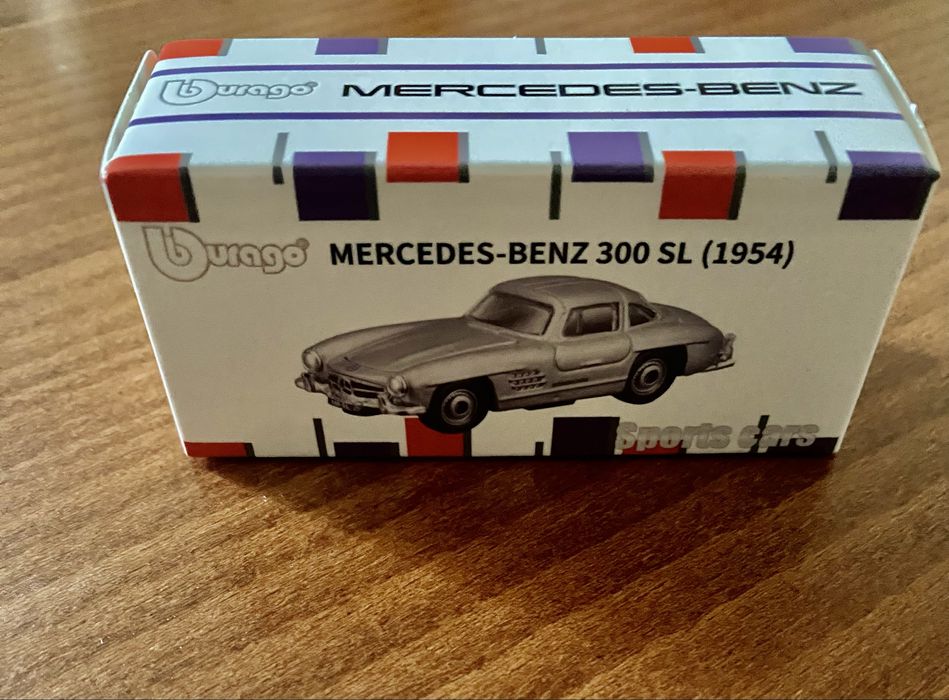 Burago MERCEDES-BENZ
Burago MERCEDES-BENZ 300 SL (1954)
Sports cars